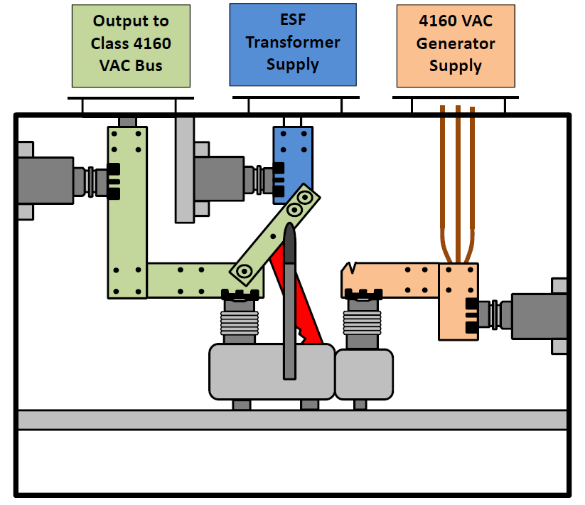 Output to
Class 4160
VAC Bus
ESF
Transformer
Supply
4160 VAC
Generator
Supply